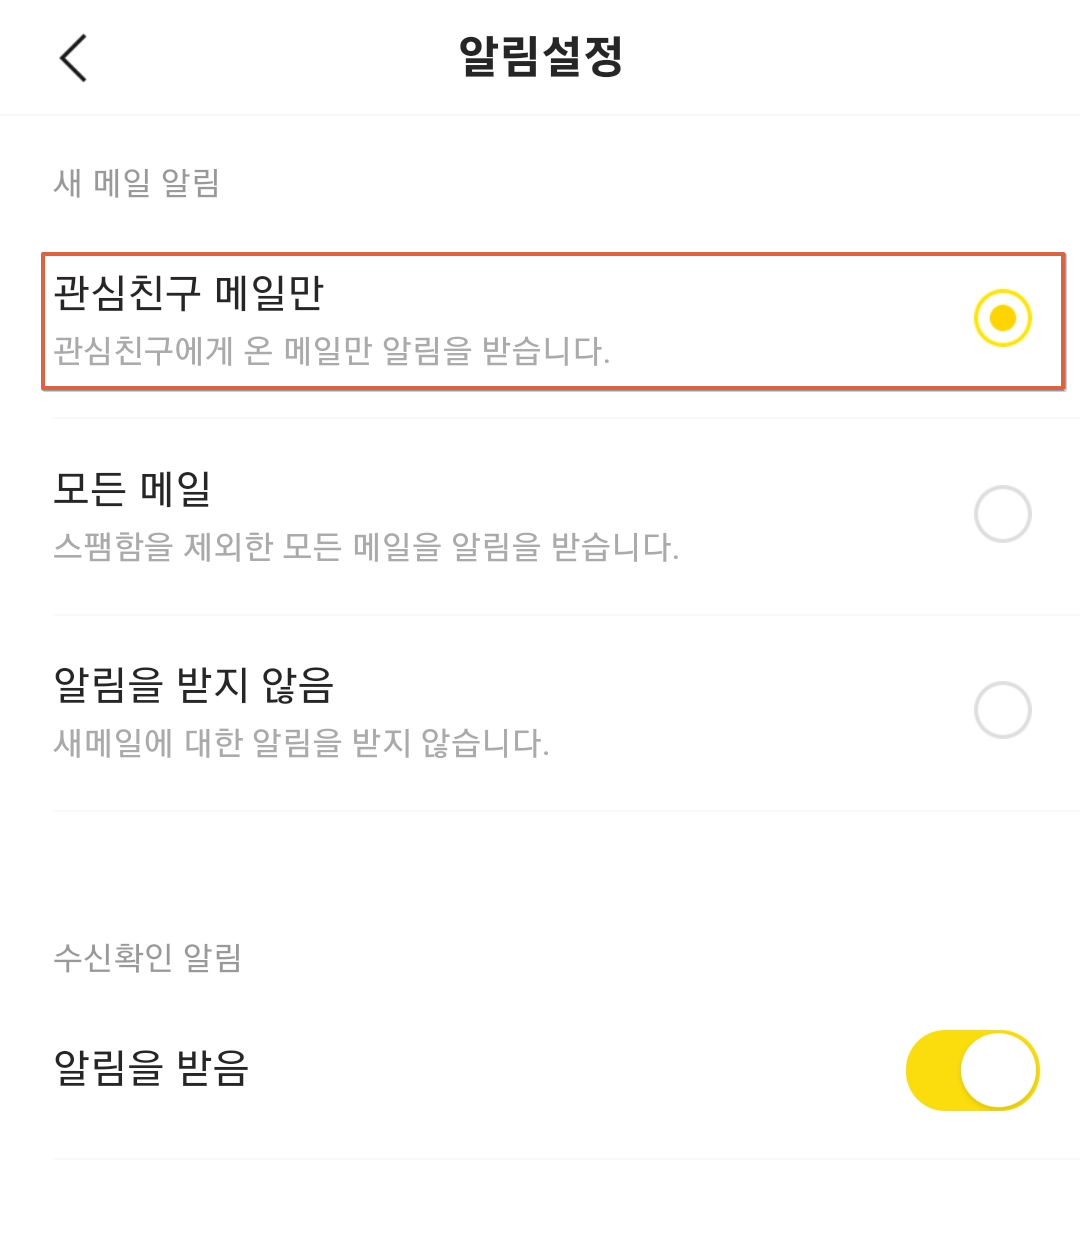 알림설정
새 메일 알림
관심친구 메일만
관심친구에게 온 메일만 알림을 받습니다.
모든 메일
스팸함을 제외한 모든 메일을 알림을 받습니다.
알림을 받지 않음
새메일에 대한 알림을 받지 않습니다.
수신확인 알림
알림을 받음